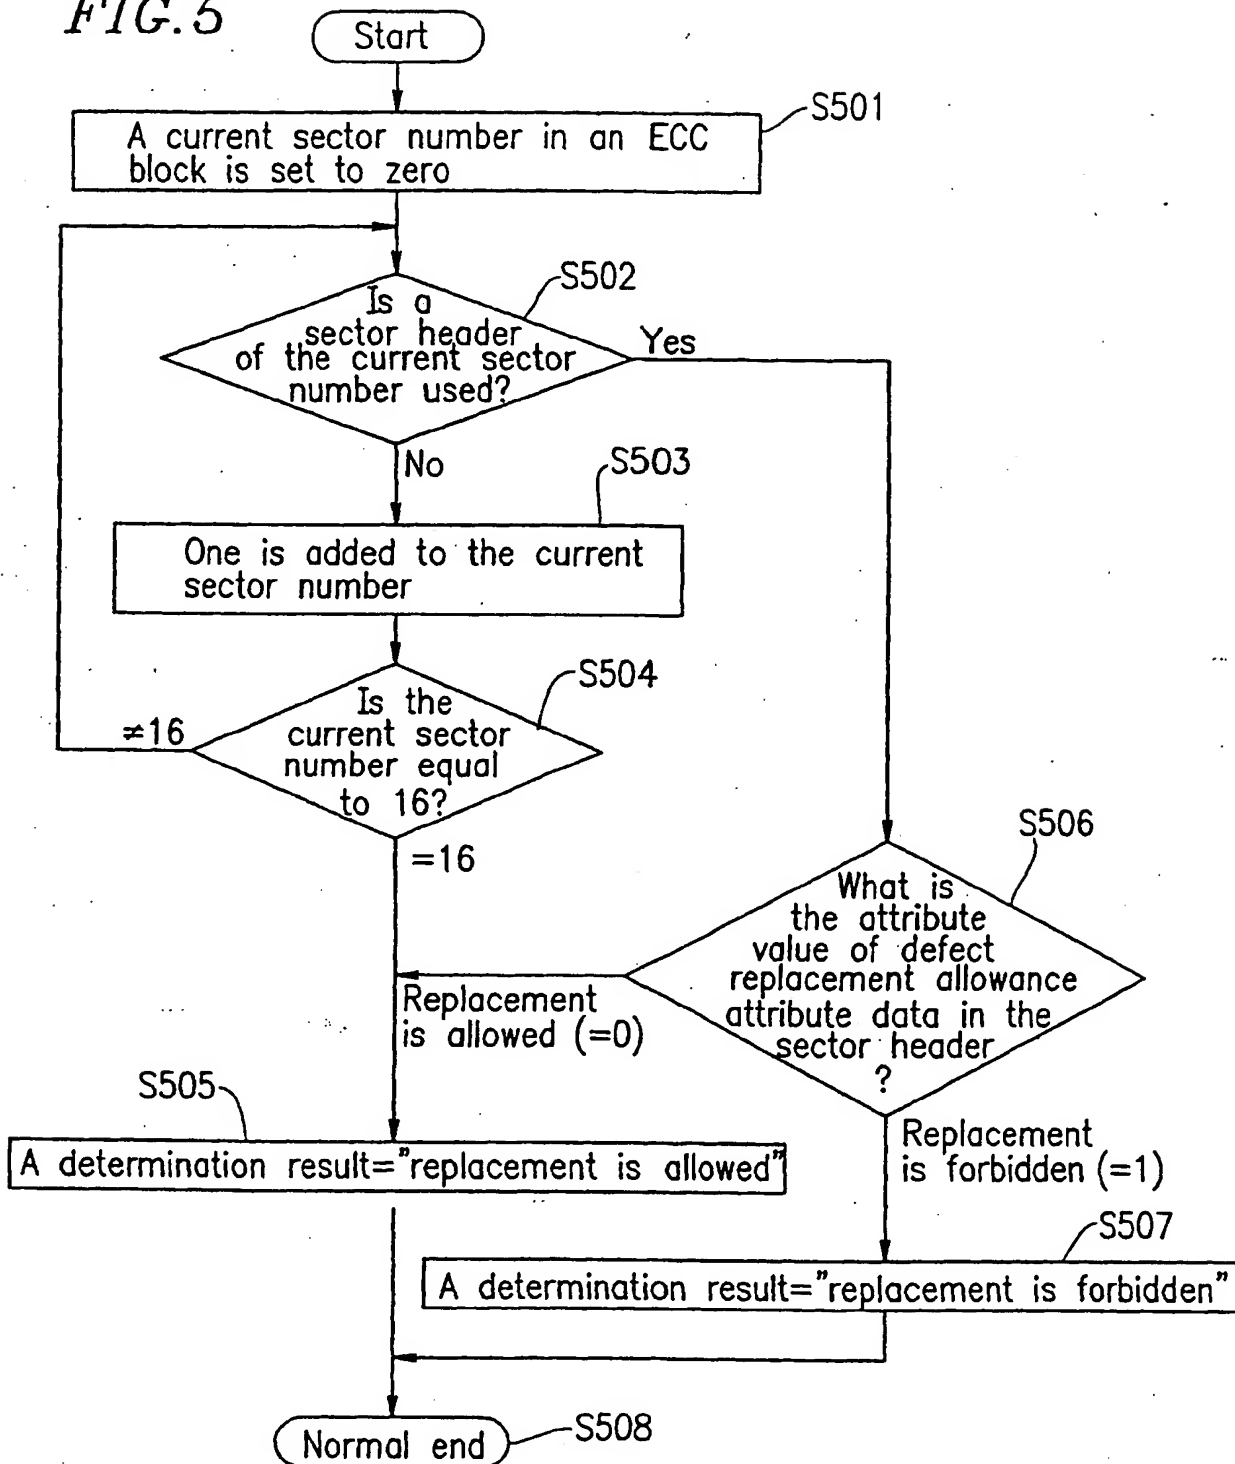 FIG. 5
Start
S501
A current sector number in an ECC
block is set to zero
S502
Is a
sector header
of the current sector
number used?
Yes
No
S503
One is added to the current
sector number
S504
Is the
current sector
number equal
to 16?
≠16
=16
S506
What is
the attribute
value of defect
replacement allowance
attribute data in the
sector header
?
Replacement
is allowed (=0)
S505
A determination result="replacement is allowed"
Replacement
is forbidden (=1)
S507
A determination result="replacement is forbidden"
S508
Normal end